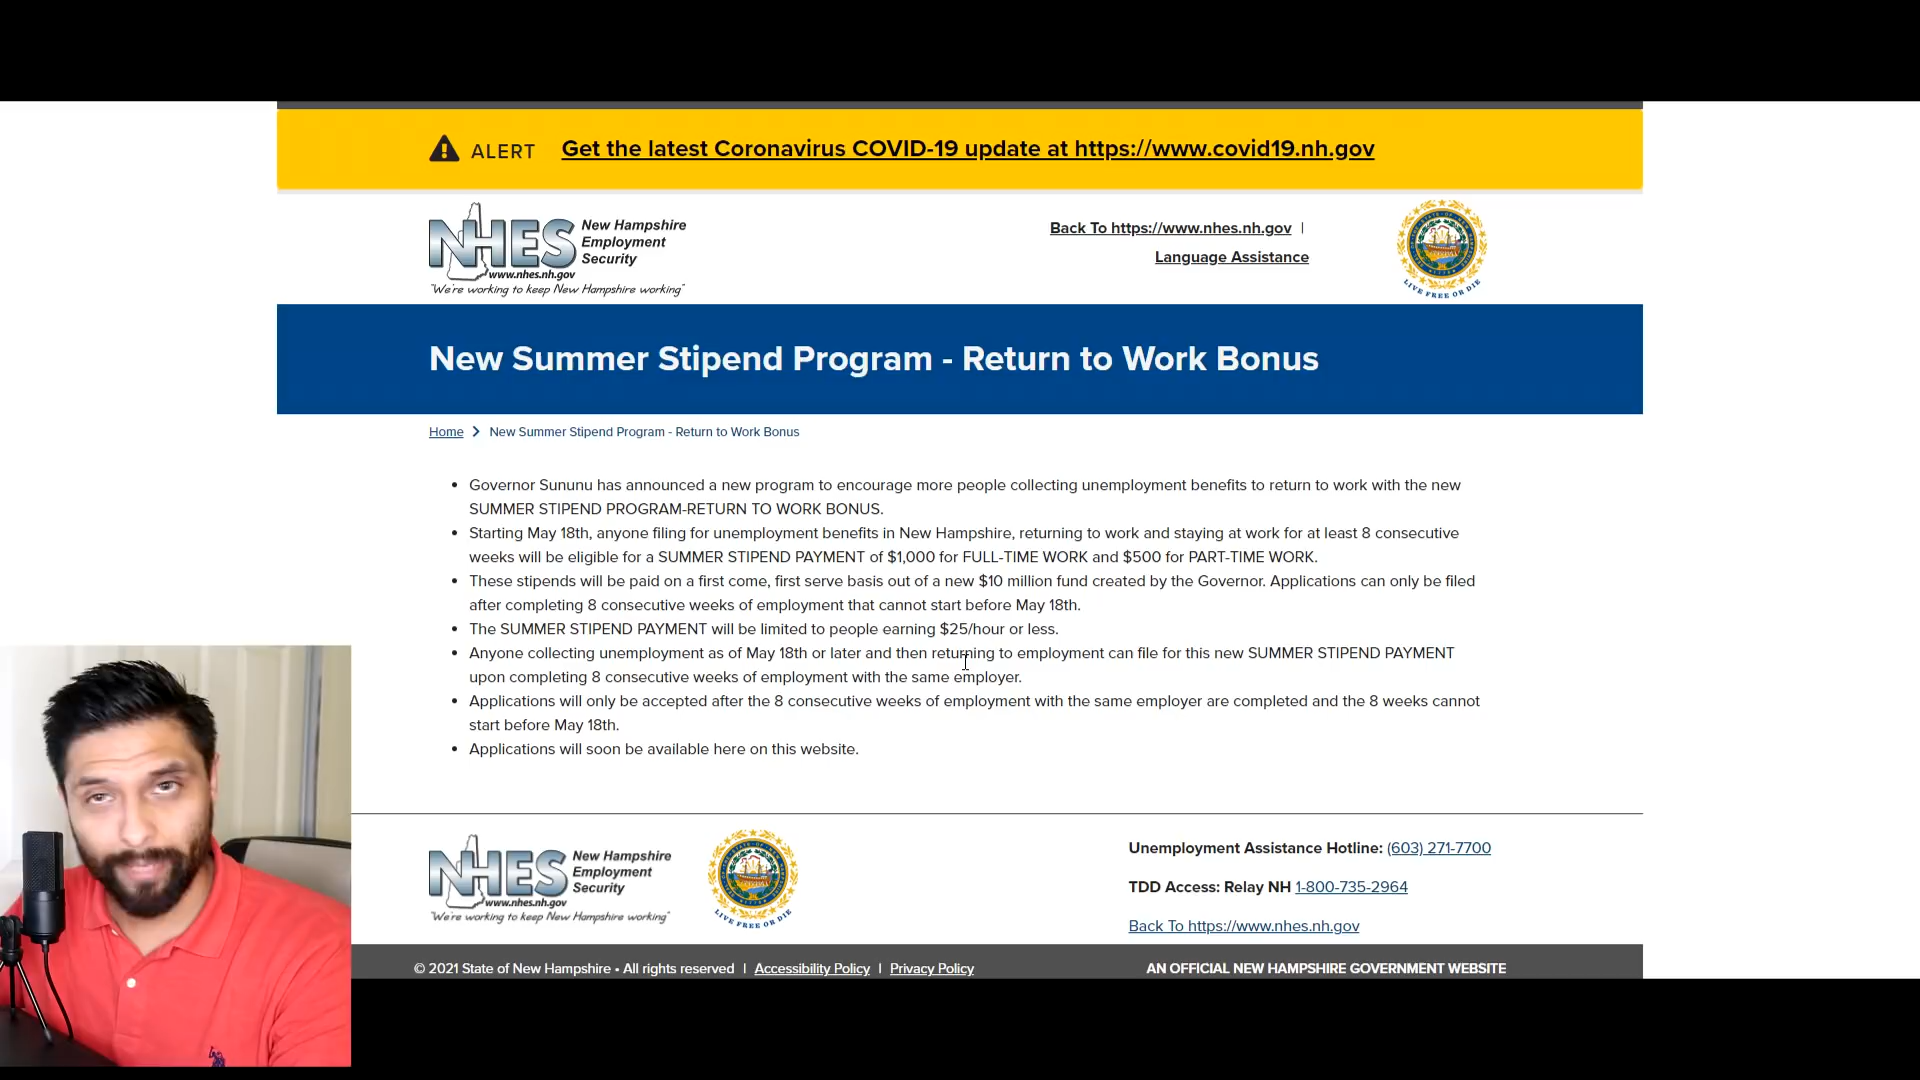 ALERT Get the latest Coronavirus COVID-19 update at https://www.covid19.nh.gov
NHES New Hampshire
Employment
Security
www.nhes.nh.gov
"We're working to keep New Hampshire working"
Back To https://www.nhes.nh.gov |
Language Assistance
STATE OF NEW HAMPSHIRE
LIVE FREE OR DIE
New Summer Stipend Program - Return to Work Bonus
Home > New Summer Stipend Program - Return to Work Bonus
• Governor Sununu has announced a new program to encourage more people collecting unemployment benefits to return to work with the new
SUMMER STIPEND PROGRAM-RETURN TO WORK BONUS.
• Starting May 18th, anyone filing for unemployment benefits in New Hampshire, returning to work and staying at work for at least 8 consecutive
weeks will be eligible for a SUMMER STIPEND PAYMENT of $1,000 for FULL-TIME WORK and $500 for PART-TIME WORK.
• These stipends will be paid on a first come, first serve basis out of a new $10 million fund created by the Governor. Applications can only be filed
after completing 8 consecutive weeks of employment that cannot start before May 18th.
• The SUMMER STIPEND PAYMENT will be limited to people earning $25/hour or less.
• Anyone collecting unemployment as of May 18th or later and then returning to employment can file for this new SUMMER STIPEND PAYMENT
upon completing 8 consecutive weeks of employment with the same employer.
• Applications will only be accepted after the 8 consecutive weeks of employment with the same employer are completed and the 8 weeks cannot
start before May 18th.
• Applications will soon be available here on this website.
NHES New Hampshire
Employment
Security
www.nhes.nh.gov
"We're working to keep New Hampshire working"
LIVE FREE OR DIE
Unemployment Assistance Hotline: (603) 271-7700
TDD Access: Relay NH 1-800-735-2964
Back To https://www.nhes.nh.gov
© 2021 State of New Hampshire • All rights reserved | Accessibility Policy | Privacy Policy
AN OFFICIAL NEW HAMPSHIRE GOVERNMENT WEBSITE